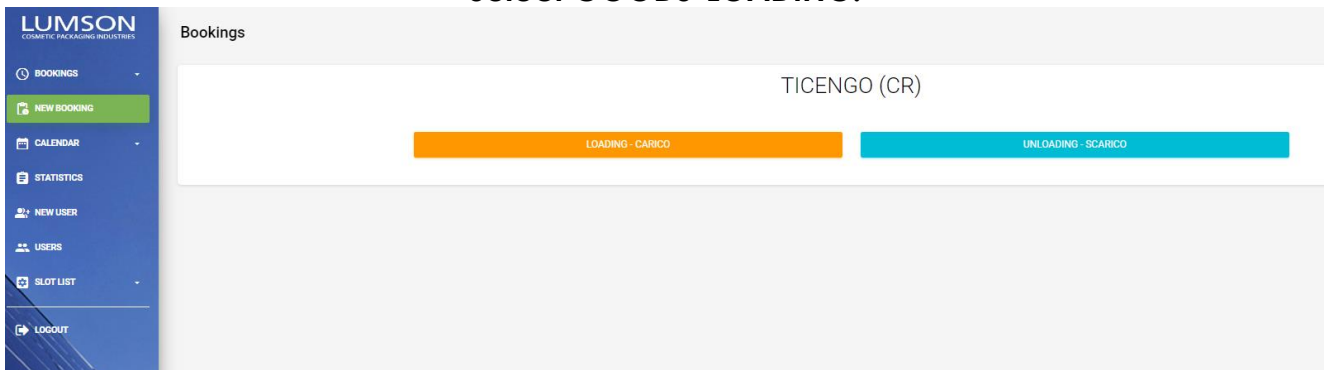 LUMSON
COSMETIC PACKAGING INDUSTRIES
Bookings
BOOKINGS
NEW BOOKING
CALENDAR
STATISTICS
NEW USER
USERS
SLOT LIST
LOGOUT
TICENGO (CR)
LOADING - CARICO
UNLOADING - SCARICO